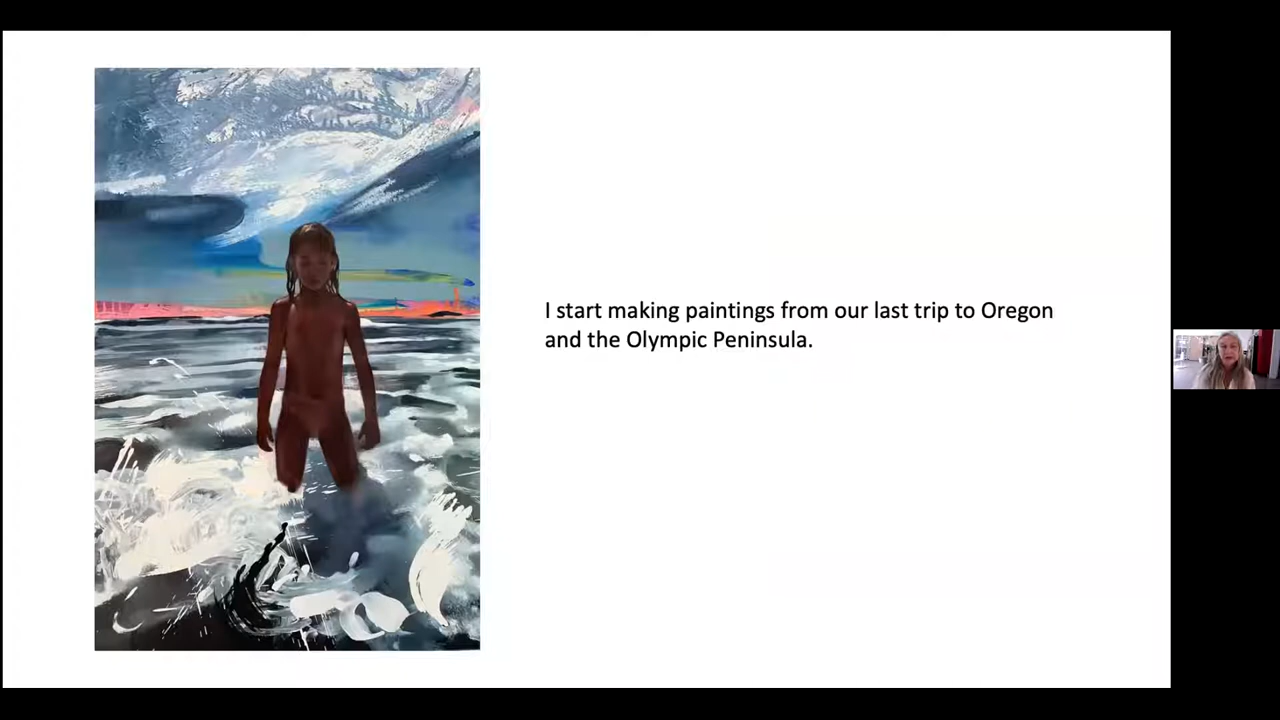 I start making paintings from our last trip to Oregon
and the Olympic Peninsula.